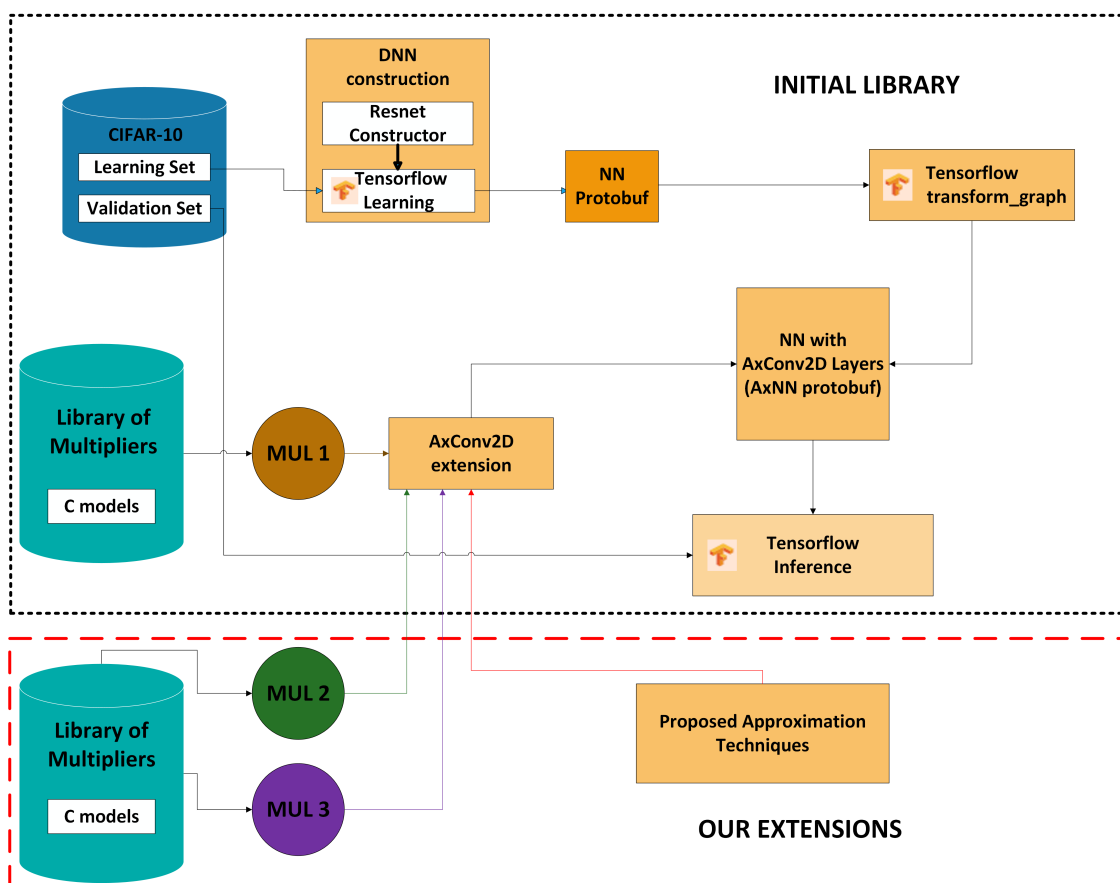 INITIAL LIBRARY
DNN
construction
Resnet
Constructor
Tensorflow
Learning
CIFAR-10
Learning Set
Validation Set
NN
Protobuf
Tensorflow
transform_graph
NN with
AxConv2D Layers
(AxNN protobuf)
Library of
Multipliers
C models
MUL 1
AxConv2D
extension
Tensorflow
Inference
Library of
Multipliers
C models
MUL 2
MUL 3
Proposed Approximation
Techniques
OUR EXTENSIONS